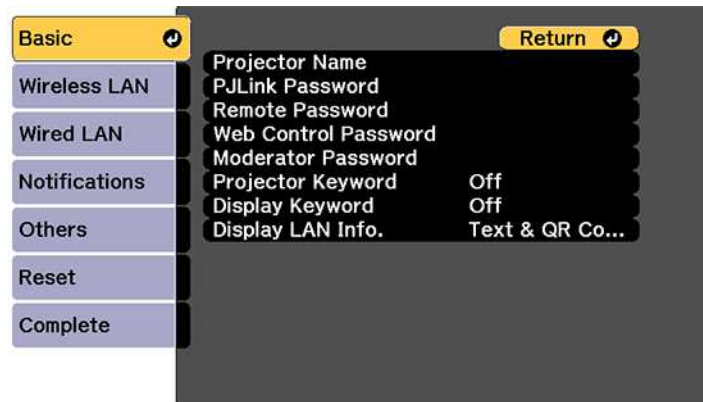 Basic
Wireless LAN
Wired LAN
Notifications
Others
Reset
Complete
Return
Projector Name
PJLink Password
Remote Password
Web Control Password
Moderator Password
Projector Keyword Off
Display Keyword Off
Display LAN Info. Text & QR Co...